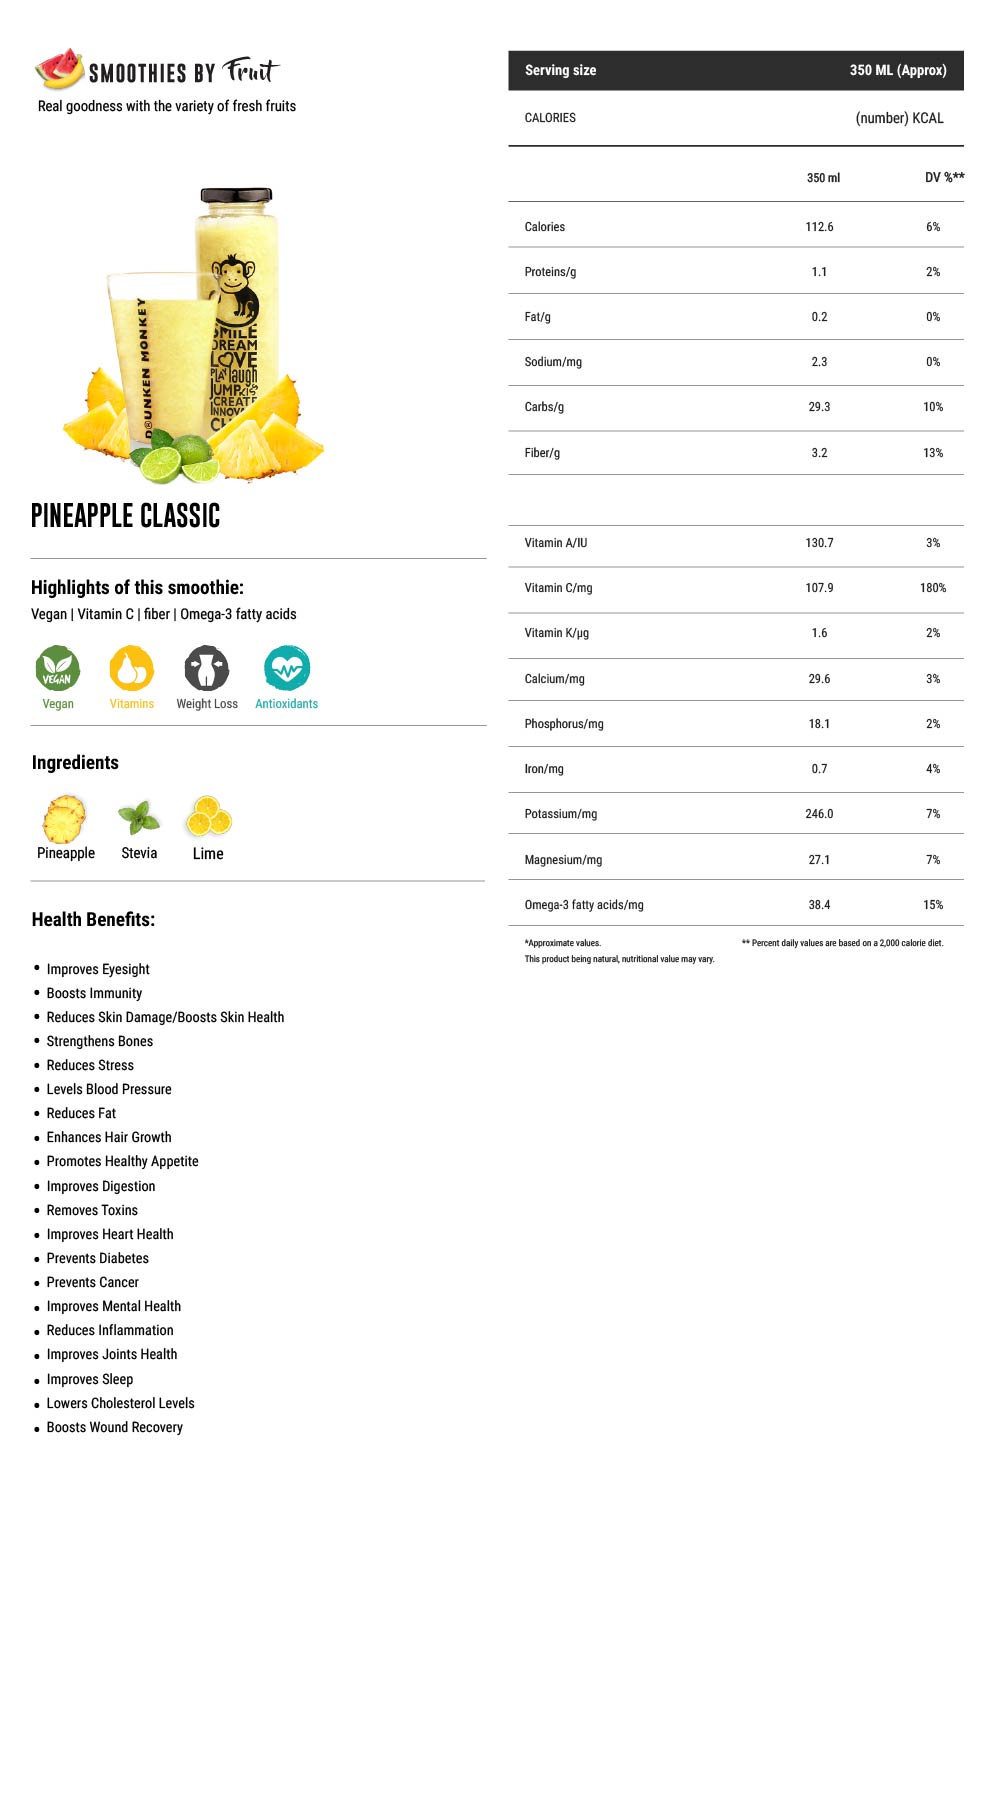 SMOOTHIES BY Fruit
Real goodness with the variety of fresh fruits
DRUNKEN MONKEY
SMILE
DREAM
LOVE
PLAY laugh
JUMP KISS
CREATE
PINEAPPLE CLASSIC
Highlights of this smoothie:
Vegan | Vitamin C | fiber | Omega-3 fatty acids
VEGAN
Vegan Vitamins Weight Loss Antioxidants
Ingredients
Pineapple Stevia Lime
Health Benefits:
• Improves Eyesight
• Boosts Immunity
• Reduces Skin Damage/Boosts Skin Health
• Strengthens Bones
• Reduces Stress
• Levels Blood Pressure
• Reduces Fat
• Enhances Hair Growth
• Promotes Healthy Appetite
• Improves Digestion
• Removes Toxins
• Improves Heart Health
• Prevents Diabetes
• Prevents Cancer
• Improves Mental Health
• Reduces Inflammation
• Improves Joints Health
• Improves Sleep
• Lowers Cholesterol Levels
• Boosts Wound Recovery
Serving size 350 ML (Approx)
CALORIES (number) KCAL
350 ml DV %**
Calories 112.6 6%
Proteins/g 1.1 2%
Fat/g 0.2 0%
Sodium/mg 2.3 0%
Carbs/g 29.3 10%
Fiber/g 3.2 13%
Vitamin A/IU 130.7 3%
Vitamin C/mg 107.9 180%
Vitamin K/µg 1.6 2%
Calcium/mg 29.6 3%
Phosphorus/mg 18.1 2%
Iron/mg 0.7 4%
Potassium/mg 246.0 7%
Magnesium/mg 27.1 7%
Omega-3 fatty acids/mg 38.4 15%
*Approximate values. ** Percent daily values are based on a 2,000 calorie diet.
This product being natural, nutritional value may vary.